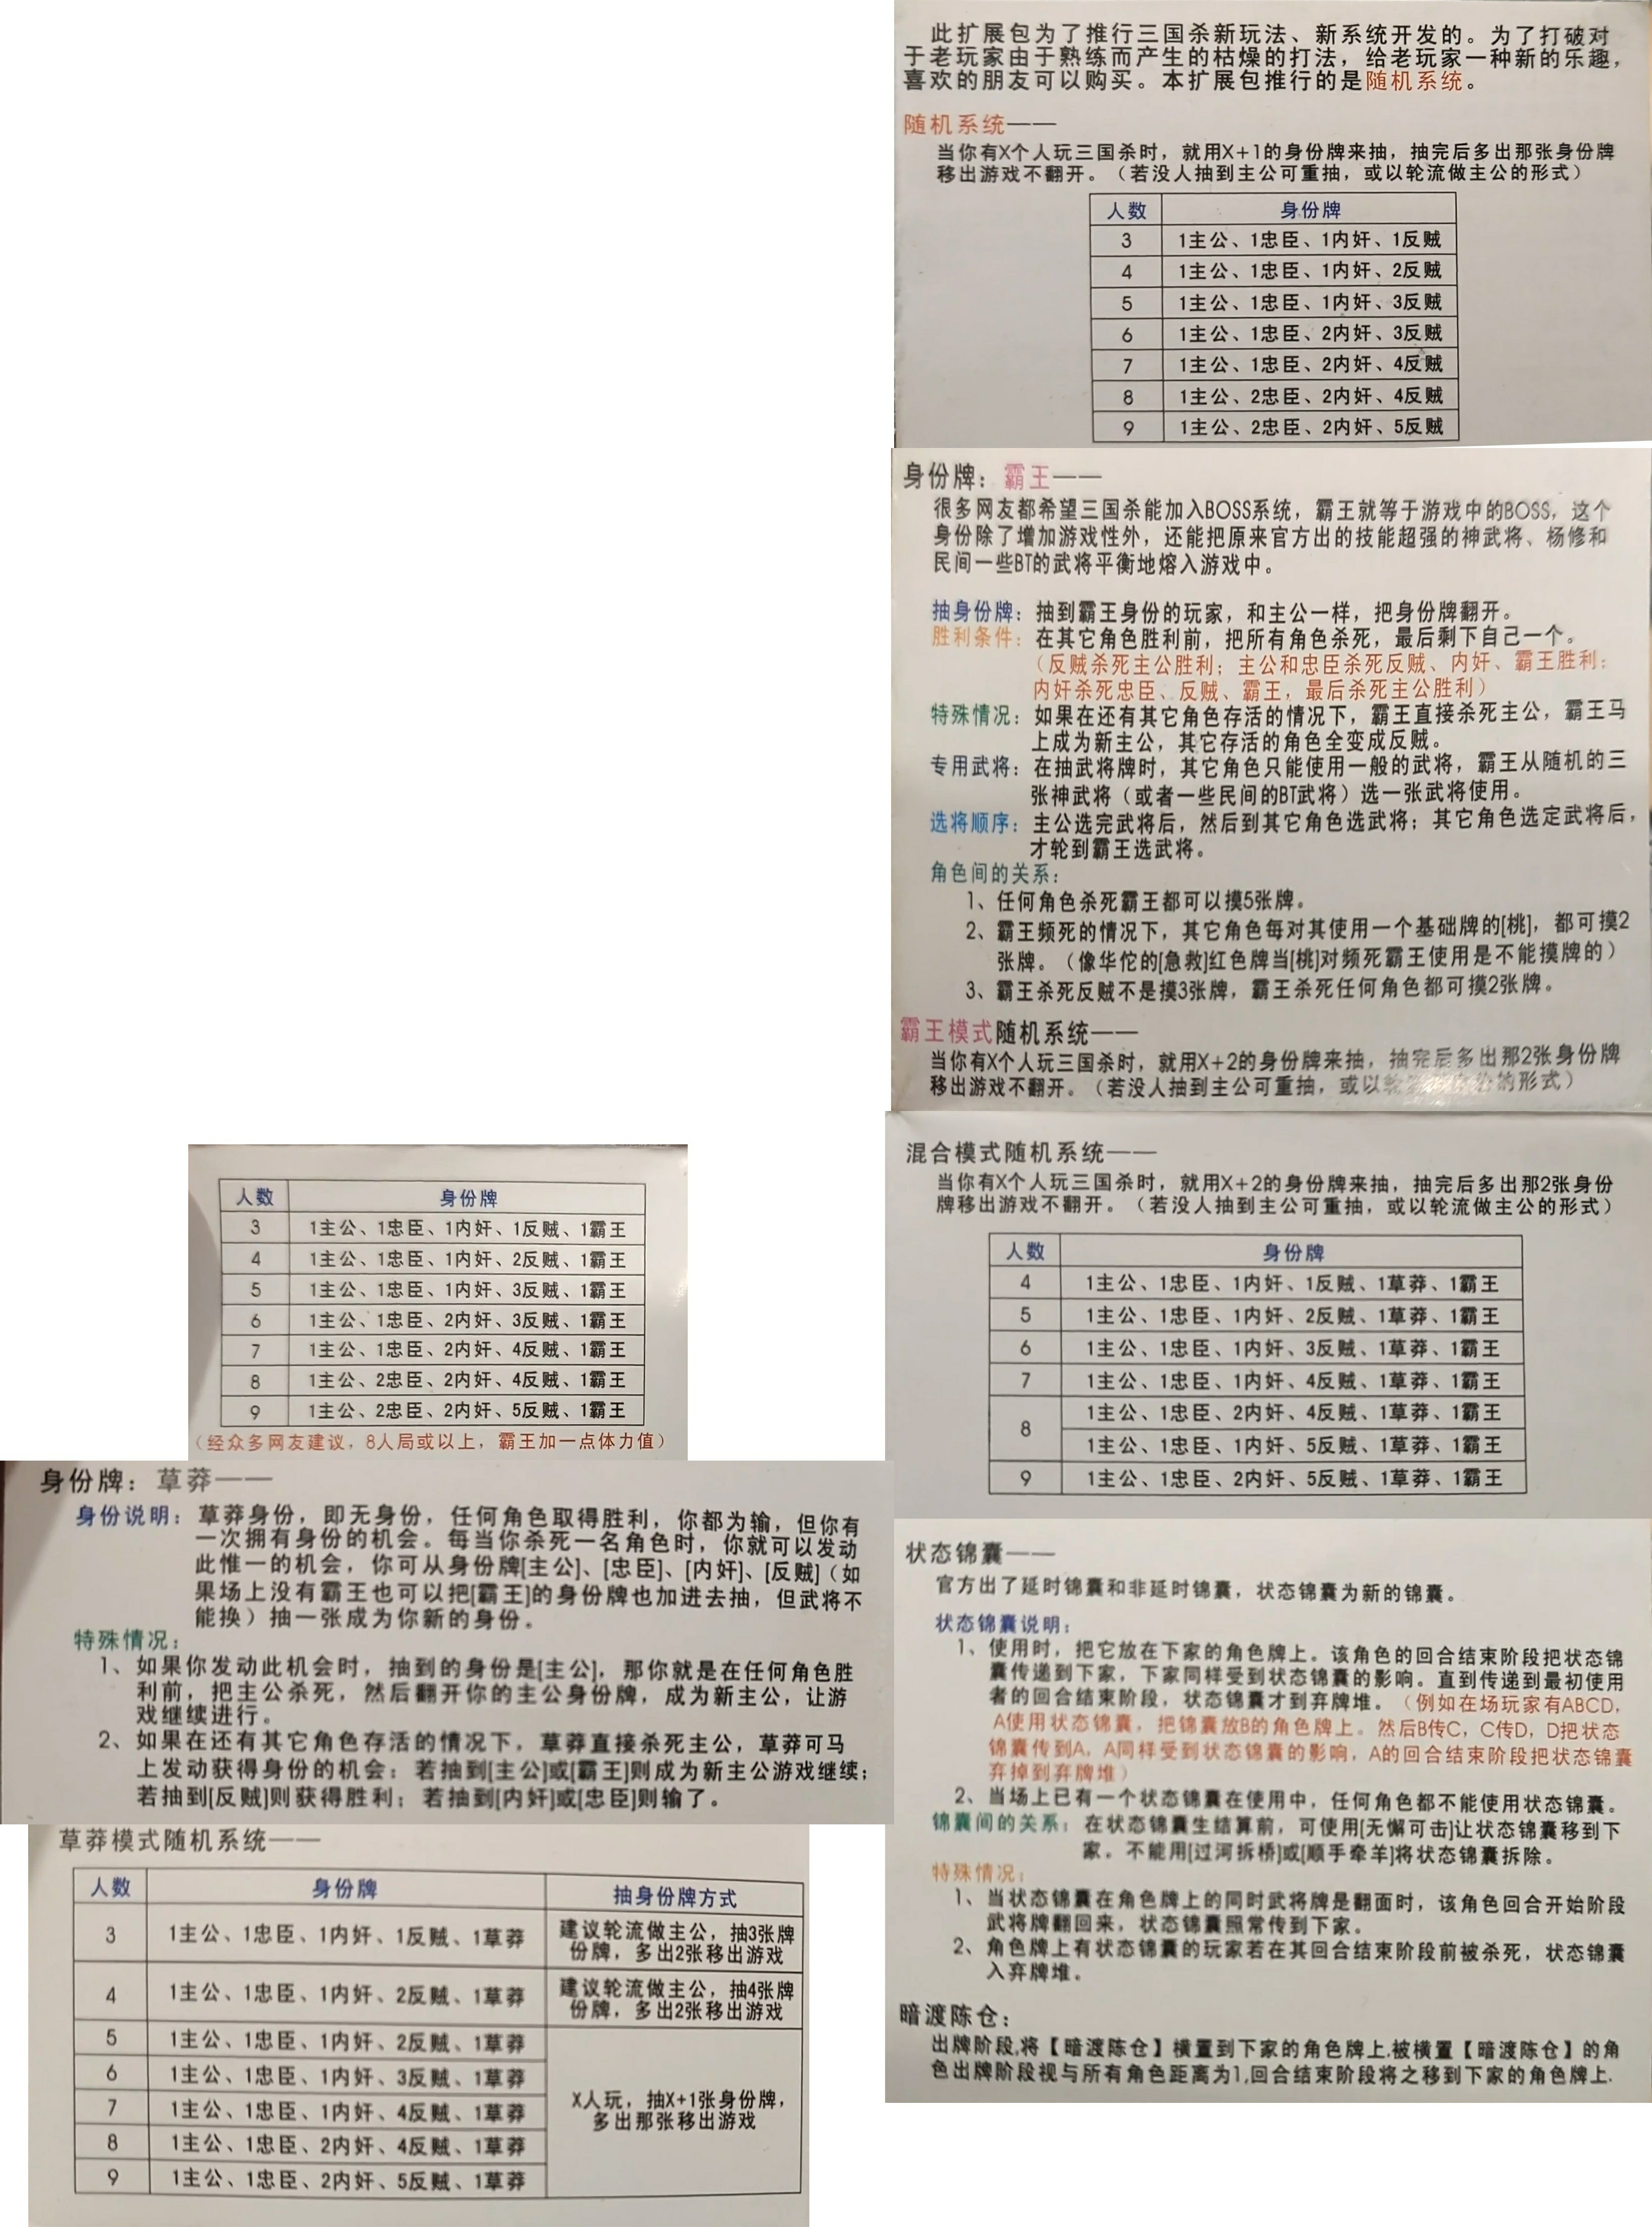 此扩展包为了推行三国杀新玩法、新系统开发的。为了打破对
于老玩家由于熟练而产生的枯燥的打法，给老玩家一种新的乐趣，
喜欢的朋友可以购买。本扩展包推行的是随机系统。
随机系统——
当你有X个人玩三国杀时，就用X+1的身份牌来抽，抽完后多出那张身份牌
移出游戏不翻开。（若没人抽到主公可重抽，或以轮流做主公的形式）
人数 身份牌
3 1主公、1忠臣、1内奸、1反贼
4 1主公、1忠臣、1内奸、2反贼
5 1主公、1忠臣、1内奸、3反贼
6 1主公、1忠臣、2内奸、3反贼
7 1主公、1忠臣、2内奸、4反贼
8 1主公、2忠臣、2内奸、4反贼
9 1主公、2忠臣、2内奸、5反贼
身份牌：霸王——
很多网友都希望三国杀能加入BOSS系统，霸王就等于游戏中的BOSS，这个
身份除了增加游戏性外，还能把原来官方出的技能超强的神武将、杨修和
民间一些BT的武将平衡地熔入游戏中。
抽身份牌：抽到霸王身份的玩家，和主公一样，把身份牌翻开。
胜利条件：在其它角色胜利前，把所有角色杀死，最后剩下自己一个。
（反贼杀死主公胜利；主公和忠臣杀死反贼、内奸、霸王胜利；
内奸杀死忠臣、反贼、霸王，最后杀死主公胜利）
特殊情况：如果在还有其它角色存活的情况下，霸王直接杀死主公，霸王马
上成为新主公，其它存活的角色全变成反贼。
专用武将：在抽武将牌时，其它角色只能使用一般的武将，霸王从随机的三
张神武将（或者一些民间的BT武将）选一张武将使用。
选将顺序：主公选完武将后，然后到其它角色选武将；其它角色选定武将后，
才轮到霸王选武将。
角色间的关系：
1、任何角色杀死霸王都可以摸5张牌。
2、霸王频死的情况下，其它角色每对其使用一个基础牌的[桃]，都可摸2
张牌。（像华佗的[急救]红色牌当[桃]对频死霸王使用是不能摸牌的）
3、霸王杀死反贼不是摸3张牌，霸王杀死任何角色都可摸2张牌。
霸王模式随机系统——
当你有X个人玩三国杀时，就用X+2的身份牌来抽，抽完后多出那2张身份牌
移出游戏不翻开。（若没人抽到主公可重抽，或以的形式）
人数 身份牌
3 1主公、1忠臣、1内奸、1反贼、1霸王
4 1主公、1忠臣、1内奸、2反贼、1霸王
5 1主公、1忠臣、1内奸、3反贼、1霸王
6 1主公、1忠臣、2内奸、3反贼、1霸王
7 1主公、1忠臣、2内奸、4反贼、1霸王
8 1主公、2忠臣、2内奸、4反贼、1霸王
9 1主公、2忠臣、2内奸、5反贼、1霸王
（经众多网友建议，8人局或以上，霸王加一点体力值）
身份牌：草莽——
身份说明：草莽身份，即无身份，任何角色取得胜利，你都为输，但你有
一次拥有身份的机会。每当你杀死一名角色时，你就可以发动
此惟一的机会，你可从身份牌[主公]、[忠臣]、[内奸]、[反贼]（如
果场上没有霸王也可以把[霸王]的身份牌也加进去抽，但武将不
能换）抽一张成为你新的身份。
特殊情况：
1、如果你发动此机会时，抽到的身份是[主公]，那你就是在任何角色胜
利前，把主公杀死，然后翻开你的主公身份牌，成为新主公，让游
戏继续进行。
2、如果在还有其它角色存活的情况下，草莽直接杀死主公，草莽可马
上发动获得身份的机会：若抽到[主公]或[霸王]则成为新主公游戏继续；
若抽到[反贼]则获得胜利；若抽到[内奸]或[忠臣]则输了。
草莽模式随机系统——
人数 身份牌 抽身份牌方式
3 1主公、1忠臣、1内奸、1反贼、1草莽 建议轮流做主公，抽3张牌
份牌，多出2张移出游戏
4 1主公、1忠臣、1内奸、2反贼、1草莽 建议轮流做主公，抽4张牌
份牌，多出2张移出游戏
5 1主公、1忠臣、1内奸、2反贼、1草莽
6 1主公、1忠臣、1内奸、3反贼、1草莽
7 1主公、1忠臣、1内奸、4反贼、1草莽
8 1主公、1忠臣、2内奸、4反贼、1草莽
9 1主公、1忠臣、2内奸、5反贼、1草莽
X人玩，抽X+1张身份牌，
多出那张移出游戏
混合模式随机系统——
当你有X个人玩三国杀时，就用X+2的身份牌来抽，抽完后多出那2张身份
牌移出游戏不翻开。（若没人抽到主公可重抽，或以轮流做主公的形式）
人数 身份牌
4 1主公、1忠臣、1内奸、1反贼、1草莽、1霸王
5 1主公、1忠臣、1内奸、2反贼、1草莽、1霸王
6 1主公、1忠臣、1内奸、3反贼、1草莽、1霸王
7 1主公、1忠臣、1内奸、4反贼、1草莽、1霸王
8 1主公、1忠臣、2内奸、4反贼、1草莽、1霸王
1主公、1忠臣、1内奸、5反贼、1草莽、1霸王
9 1主公、1忠臣、2内奸、5反贼、1草莽、1霸王
状态锦囊——
官方出了延时锦囊和非延时锦囊，状态锦囊为新的锦囊。
状态锦囊说明：
1、使用时，把它放在下家的角色牌上。该角色的回合结束阶段把状态锦
囊传递到下家，下家同样受到状态锦囊的影响。直到传递到最初使用
者的回合结束阶段，状态锦囊才到弃牌堆。（例如在场玩家有ABCD，
A使用状态锦囊，把锦囊放B的角色牌上。然后B传C，C传D，D把状态
锦囊传到A，A同样受到状态锦囊的影响，A的回合结束阶段把状态锦囊
弃掉到弃牌堆）
2、当场上已有一个状态锦囊在使用中，任何角色都不能使用状态锦囊。
锦囊间的关系：在状态锦囊生结算前，可使用[无懈可击]让状态锦囊移到下
家。不能用[过河拆桥]或[顺手牵羊]将状态锦囊拆除。
特殊情况：
1、当状态锦囊在角色牌上的同时武将牌是翻面时，该角色回合开始阶段
武将牌翻回来，状态锦囊照常传到下家。
2、角色牌上有状态锦囊的玩家若在其回合结束阶段前被杀死，状态锦囊
入弃牌堆。
暗渡陈仓：
出牌阶段,将【暗渡陈仓】横置到下家的角色牌上.被横置【暗渡陈仓】的角
色出牌阶段视与所有角色距离为1,回合结束阶段将之移到下家的角色牌上.